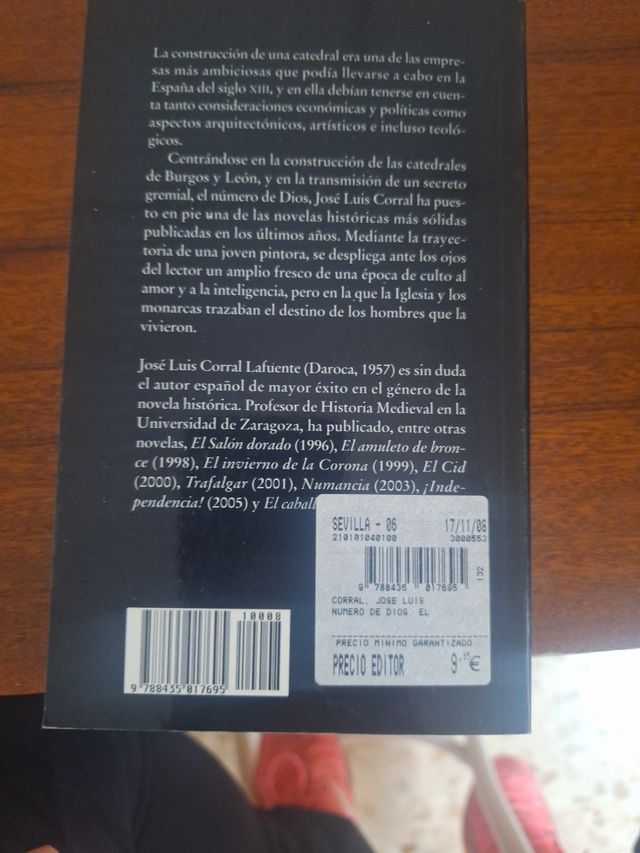 La construcción de una catedral era una de las empre-
sas más ambiciosas que podía llevarse a cabo en la
España del siglo XIII, y en ella debían tenerse en cuen-
ta tanto consideraciones económicas y políticas como
aspectos arquitectónicos, artísticos e incluso teoló-
gicos.
Centrándose en la construcción de las catedrales
de Burgos y León, y en la transmisión de un secreto
gremial, el número de Dios, José Luis Corral ha pues-
to en pie una de las novelas históricas más sólidas
publicadas en los últimos años. Mediante la trayec-
toria de una joven pintora, se despliega ante los ojos
del lector un amplio fresco de una época de culto al
amor y a la inteligencia, pero en la que la Iglesia y los
monarcas trazaban el destino de los hombres que la
vivieron.
José Luis Corral Lafuente (Daroca, 1957) es sin duda
el autor español de mayor éxito en el género de la
novela histórica. Profesor de Historia Medieval en la
Universidad de Zaragoza, ha publicado, entre otras
novelas, El Salón dorado (1996), El amuleto de bron-
ce (1998), El invierno de la Corona (1999), El Cid
(2000), Trafalgar (2001), Numancia (2003), ¡Inde-
pendencia! (2005) y El caball
SEVILLA - 06 17/11/08
210101040100 3000553
9 788435 017695
132
CORRAL, JOSE LUIS
NUMERO DE DIOS, EL
PRECIO MINIMO GARANTIZADO
PRECIO EDITOR 9,95€
10008
9 788435 017695